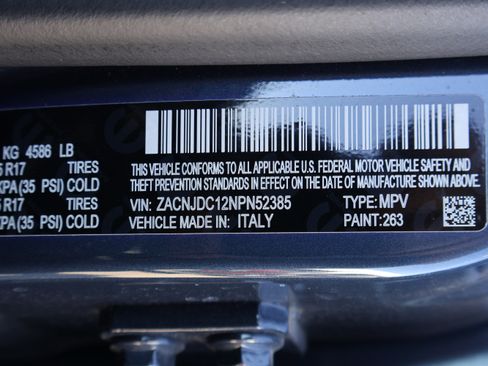 KG 4586 LB
5 R17 TIRES
KPA(35 PSI) COLD
5 R17 TIRES
KPA(35 PSI) COLD
THIS VEHICLE CONFORMS TO ALL APPLICABLE U.S. FEDERAL MOTOR VEHICLE SAFETY AND
THEFT PREVENTION STANDARDS IN EFFECT ON THE DATE OF MANUFACTURE SHOWN ABOVE.
VIN: ZACNJDC12NPN52385 TYPE: MPV
VEHICLE MADE IN: ITALY PAINT: 263